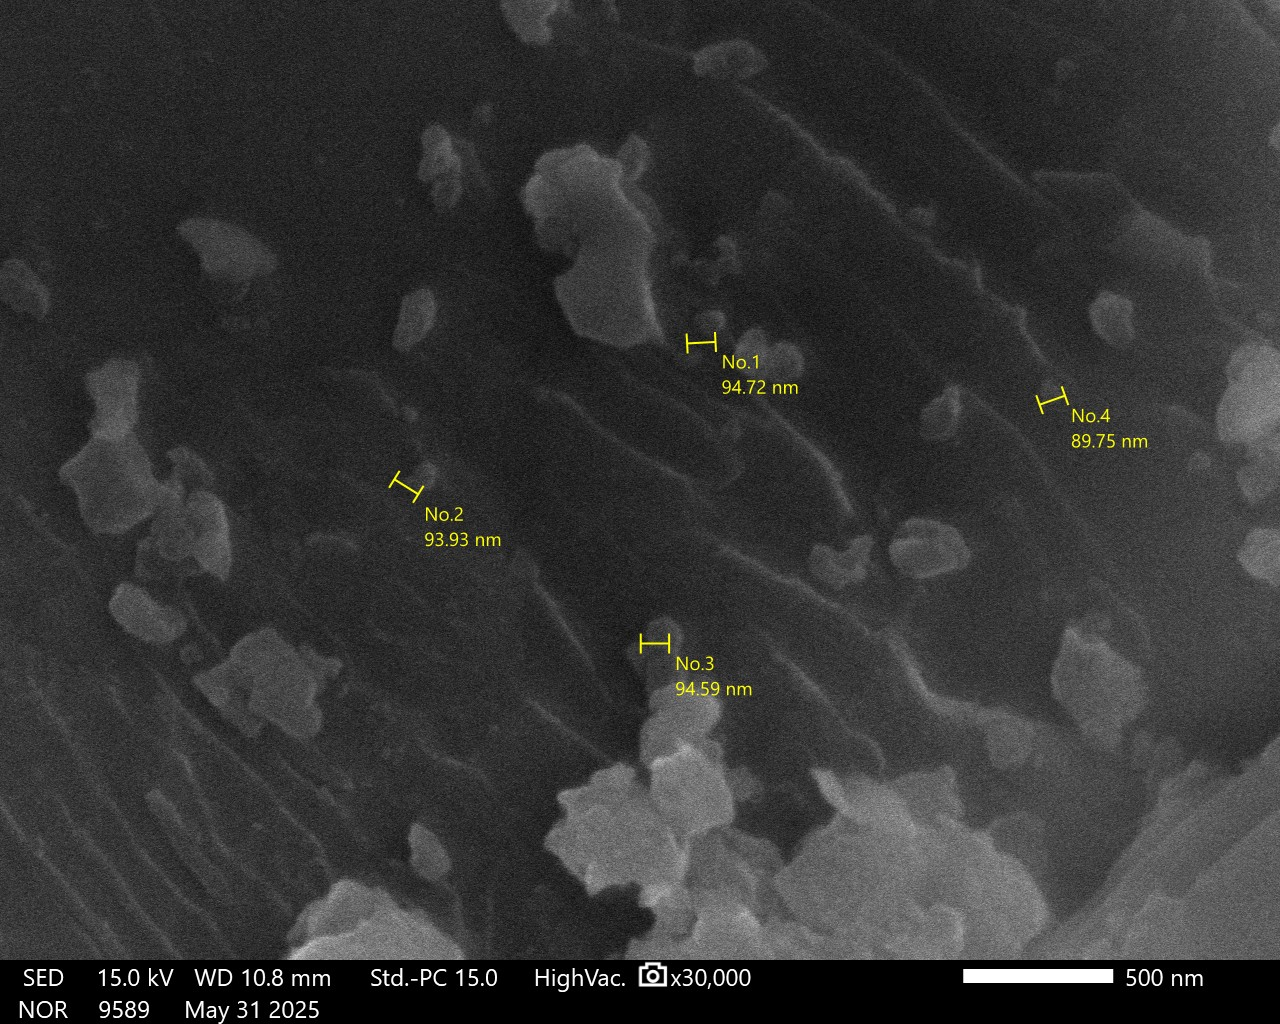 No.1
94.72 nm
No.4
89.75 nm
No.2
93.93 nm
No.3
94.59 nm
SED 15.0 kV WD 10.8 mm Std.-PC 15.0 HighVac. x30,000 500 nm
NOR 9589 May 31 2025